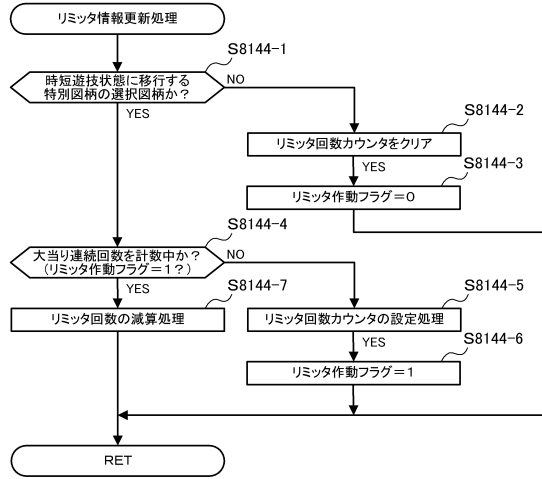 リミッタ情報更新処理
S8144-1
時短遊技状態に移行する
特別図柄の選択図柄か？
NO
YES
S8144-2
リミッタ回数カウンタをクリア
YES
S8144-3
リミッタ作動フラグ＝0
S8144-4
大当り連続回数を計数中か？
（リミッタ作動フラグ＝1？）
NO
YES
S8144-7
リミッタ回数の減算処理
S8144-5
リミッタ回数カウンタの設定処理
YES
S8144-6
リミッタ作動フラグ＝1
RET